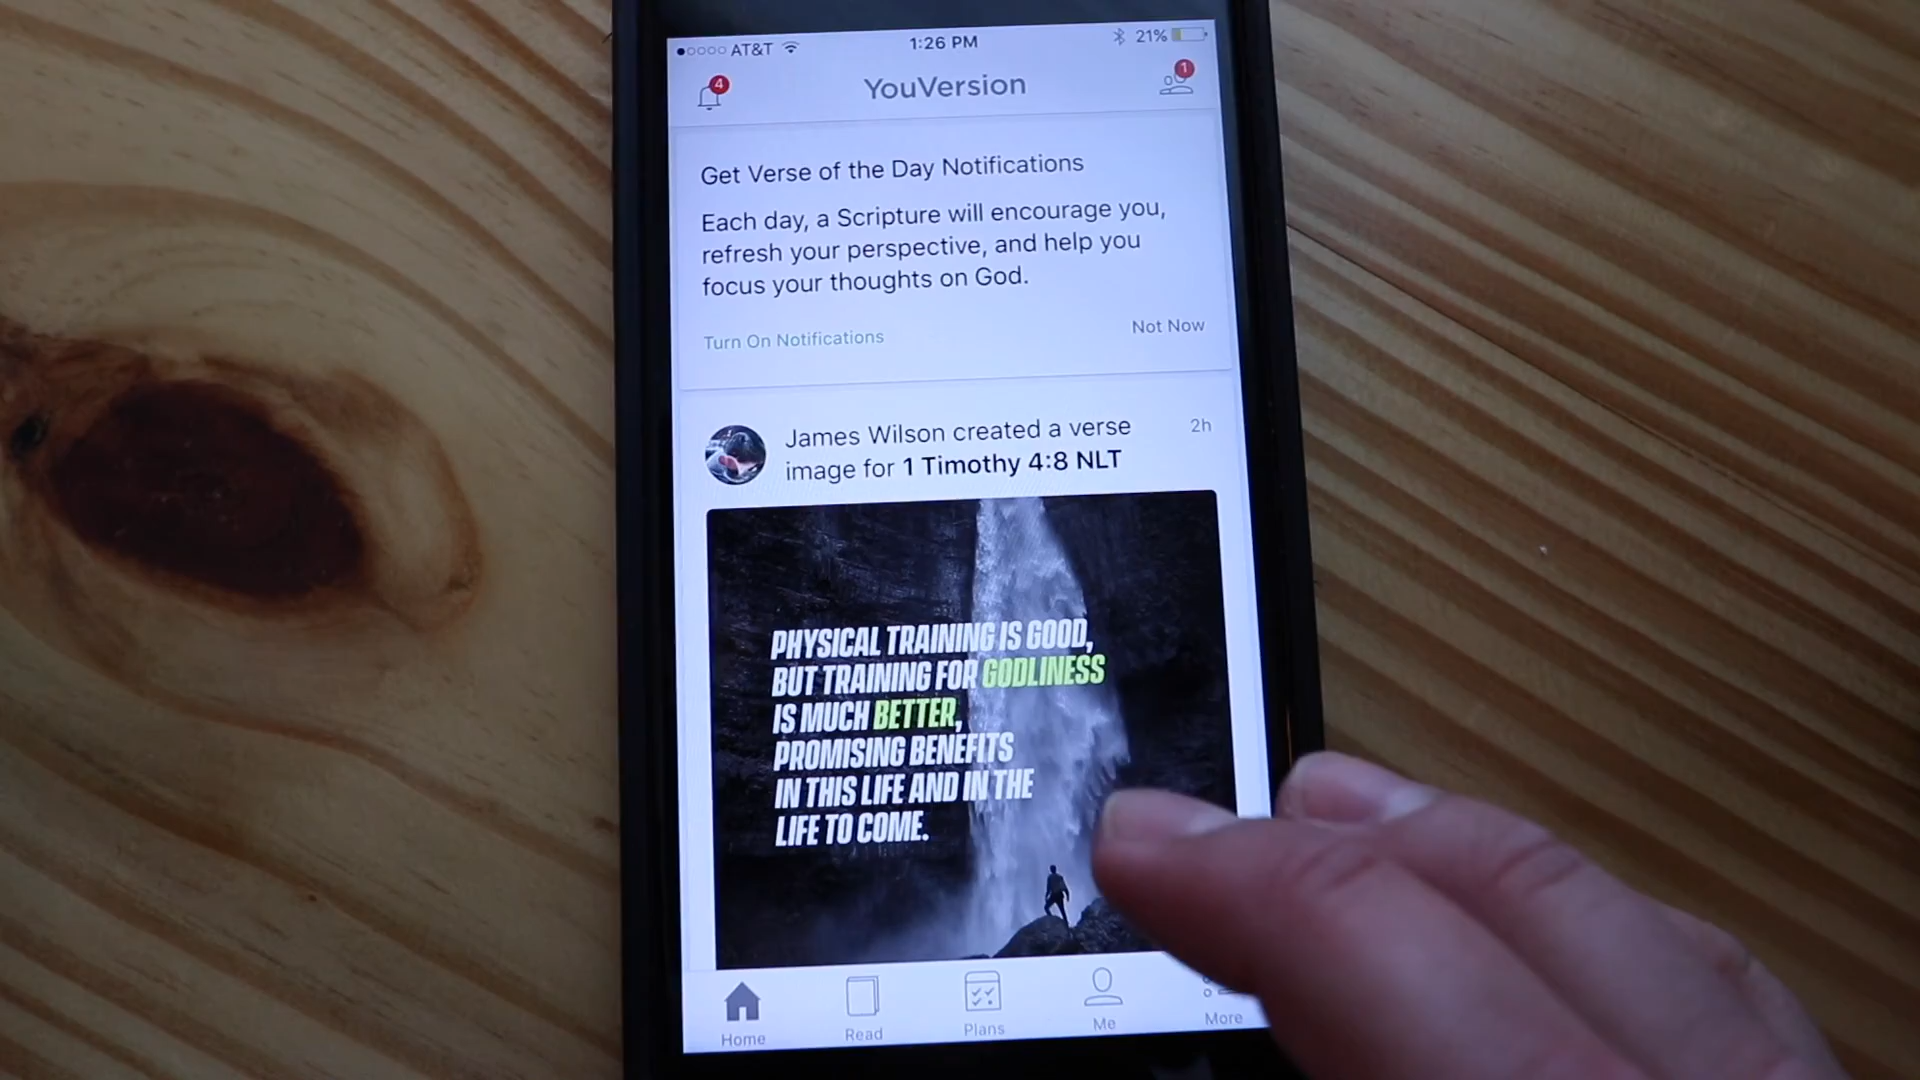 AT&T 1:26 PM 21%
4 YouVersion 1
Get Verse of the Day Notifications
Each day, a Scripture will encourage you,
refresh your perspective, and help you
focus your thoughts on God.
Turn On Notifications Not Now
James Wilson created a verse 2h
image for 1 Timothy 4:8 NLT
PHYSICAL TRAINING IS GOOD,
BUT TRAINING FOR GODLINESS
IS MUCH BETTER,
PROMISING BENEFITS
IN THIS LIFE AND IN THE
LIFE TO COME.
Home Read Plans Me More